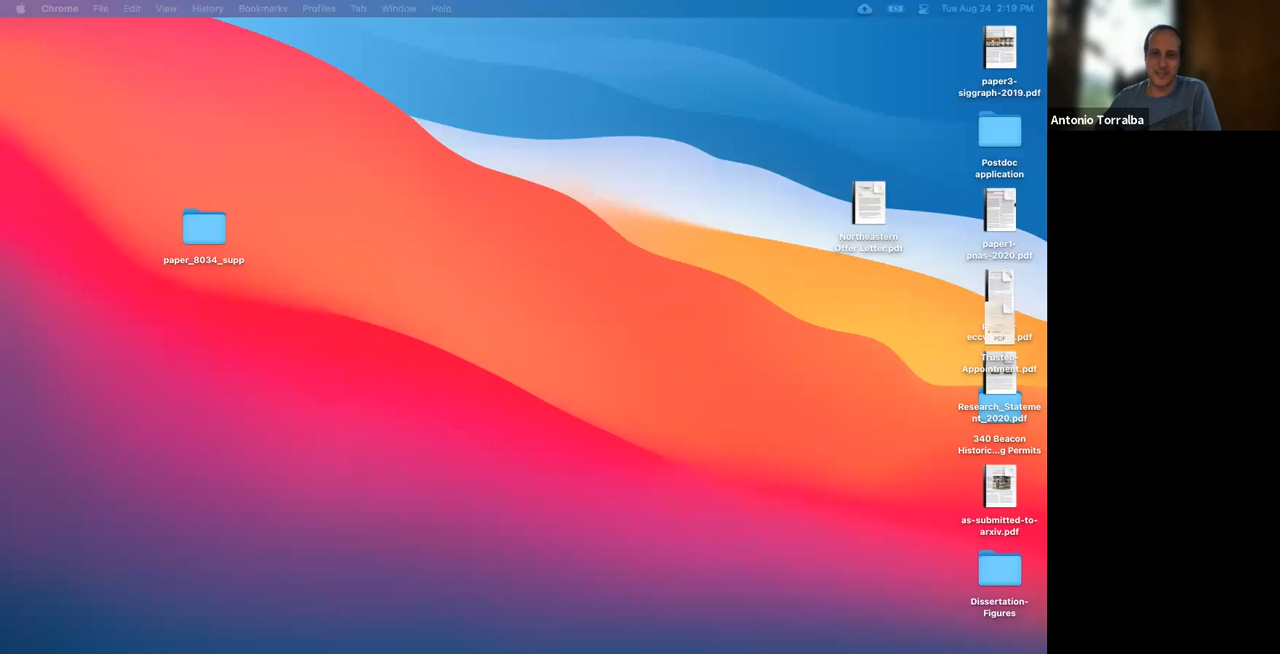 Chrome File Edit View History Bookmarks Profiles Tab Window Help
Tue Aug 24 2:19 PM
Antonio Torralba
paper_8034_supp
Northeastern
Offer Letter.pdf
paper3-
siggraph-2019.pdf
Postdoc
application
paper1-
pnas-2020.pdf
PDF
Trustee-
Appointment.pdf
Research_Stateme
nt_2020.pdf
340 Beacon
Historic...g Permits
as-submitted-to-
arxiv.pdf
Dissertation-
Figures